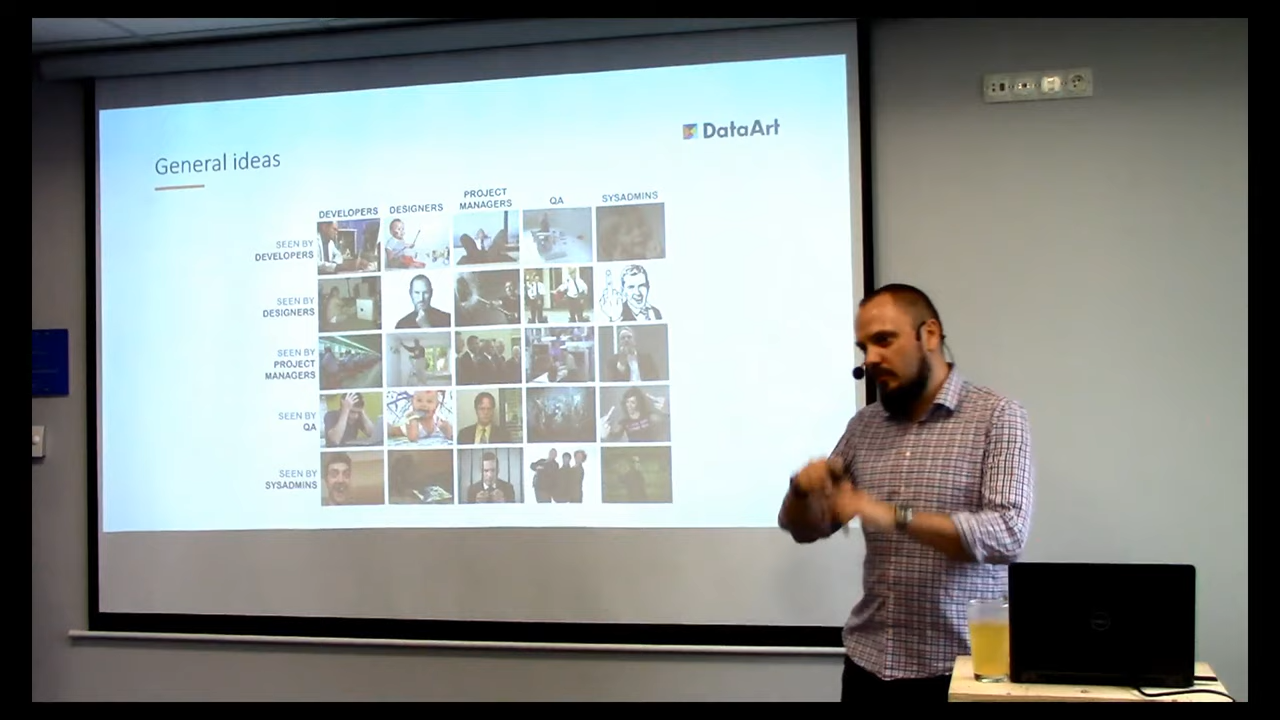 General ideas
DataArt
DEVELOPERS
DESIGNERS
PROJECT
MANAGERS
QA
SYSADMINS
SEEN BY
DEVELOPERS
SEEN BY
DESIGNERS
SEEN BY
PROJECT
MANAGERS
SEEN BY
QA
SEEN BY
SYSADMINS
DELL